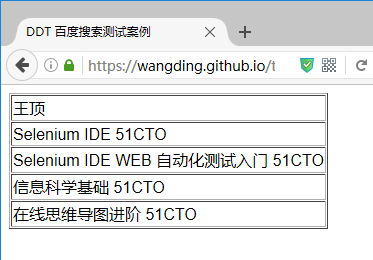 DDT 百度搜索测试案例
https://wangding.github.io/t
王顶
Selenium IDE 51CTO
Selenium IDE WEB 自动化测试入门 51CTO
信息科学基础 51CTO
在线思维导图进阶 51CTO